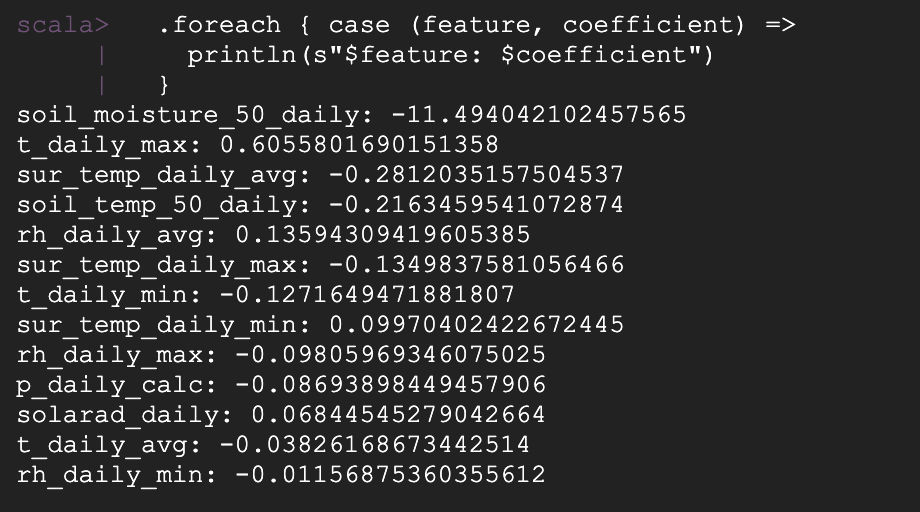 scala>   .foreach { case (feature, coefficient) =>
     |     println(s"$feature: $coefficient")
     |   }
soil_moisture_50_daily: -11.494042102457565
t_daily_max: 0.6055801690151358
sur_temp_daily_avg: -0.2812035157504537
soil_temp_50_daily: -0.2163459541072874
rh_daily_avg: 0.13594309419605385
sur_temp_daily_max: -0.1349837581056466
t_daily_min: -0.1271649471881807
sur_temp_daily_min: 0.09970402422672445
rh_daily_max: -0.09805969346075025
p_daily_calc: -0.08693898449457906
solarad_daily: 0.06844545279042664
t_daily_avg: -0.03826168673442514
rh_daily_min: -0.01156875360355612